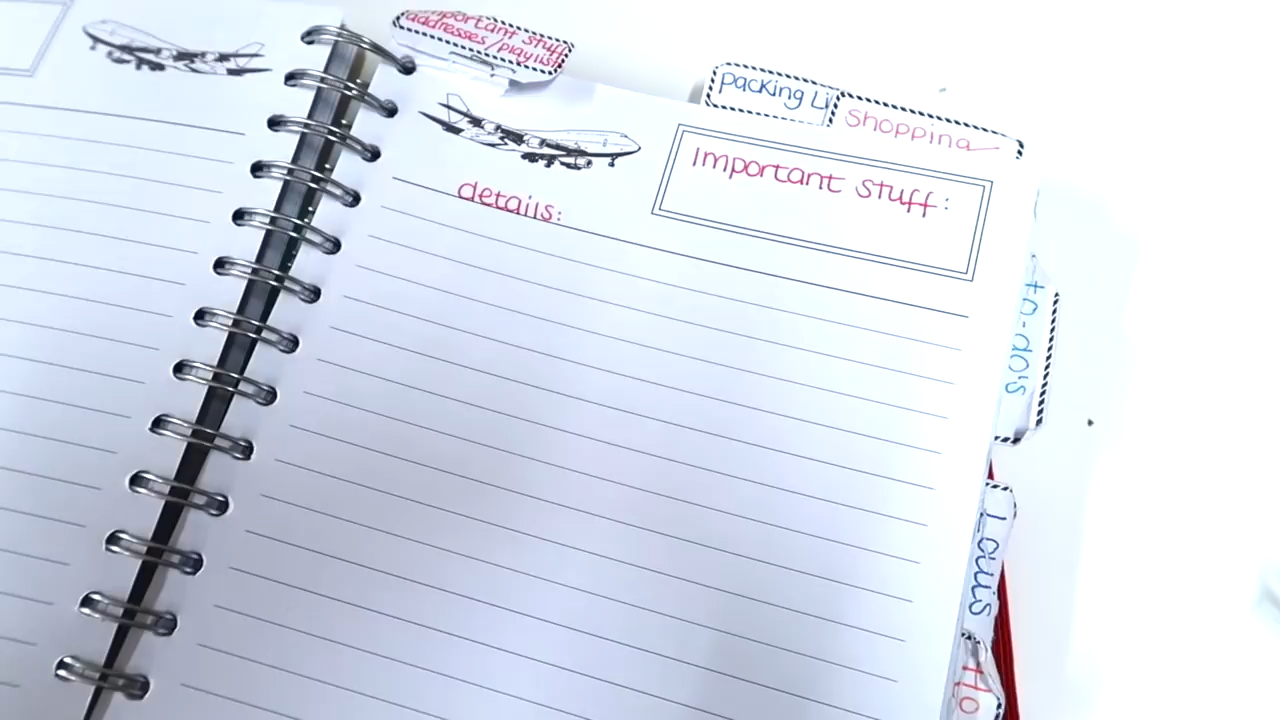 important stuff
addresses/playlist
packing Li
Shopping
important stuff:
details:
to-do's
Louis
Ho